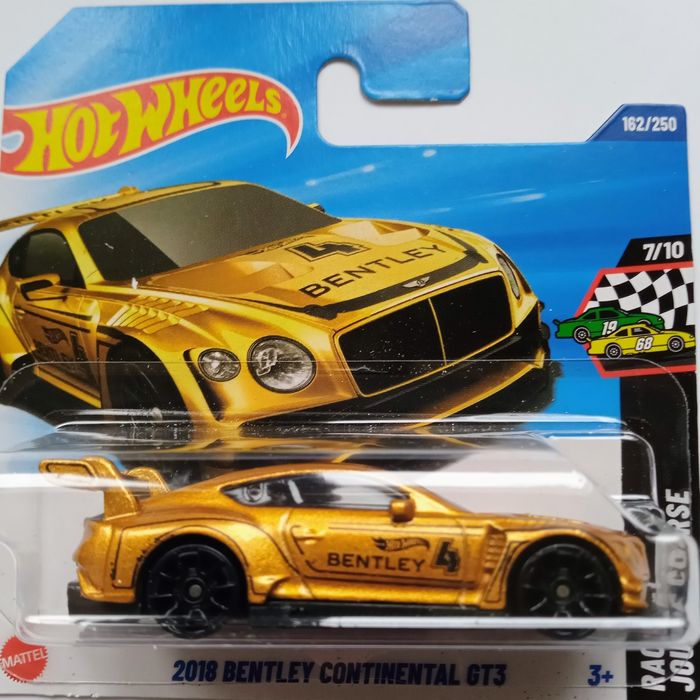 HOT WHEELS
162/250
7/10
19
68
4
BENTLEY
BENTLEY
4
MATTEL
2018 BENTLEY CONTINENTAL GT3
3+